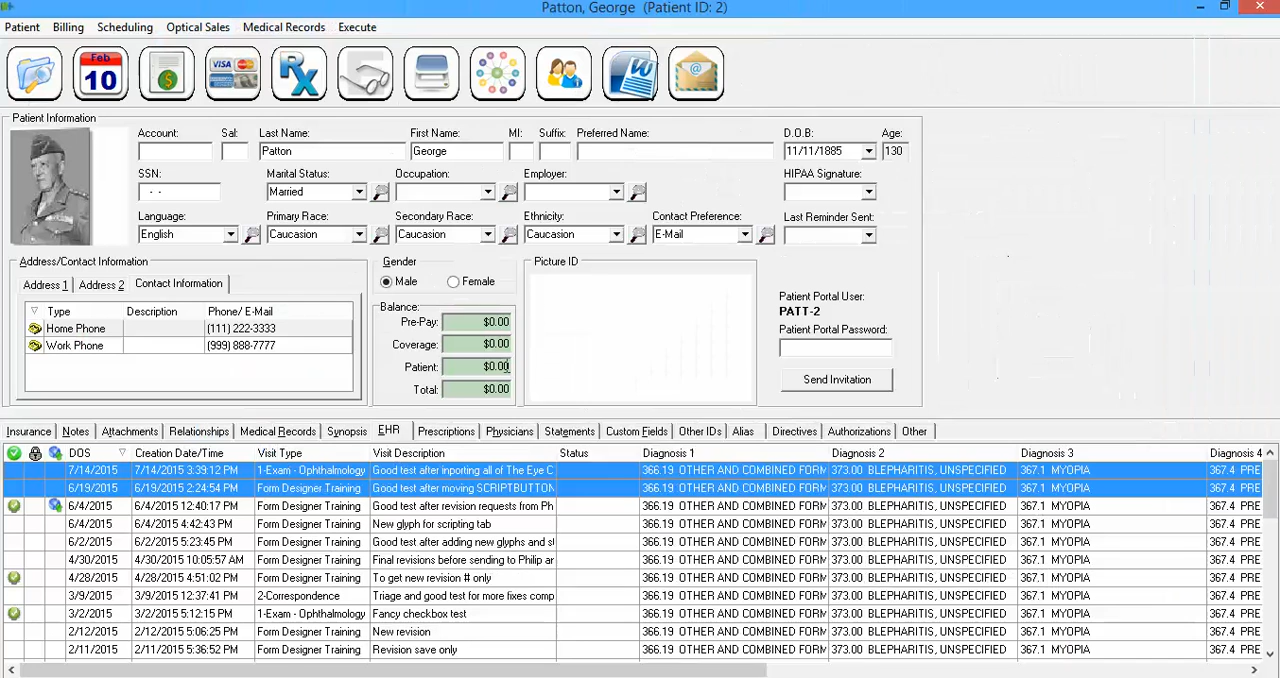 Patton, George (Patient ID: 2)
Patient Billing Scheduling Optical Sales Medical Records Execute
Feb 10 VISA W @
Patient Information
Account: Sal: Last Name: First Name: MI: Suffix: Preferred Name: D.O.B: Age:
Patton George 11/11/1885 130
SSN: Marital Status: Occupation: Employer: HIPAA Signature:
- - Married
Language: Primary Race: Secondary Race: Ethnicity: Contact Preference: Last Reminder Sent:
English Caucasion Caucasion Caucasion E-Mail
Address/Contact Information
Address 1 Address 2 Contact Information
Type Description Phone/ E-Mail
Home Phone (111) 222-3333
Work Phone (999) 888-7777
Gender
Male Female
Balance:
Pre-Pay: $0.00
Coverage: $0.00
Patient: $0.00
Total: $0.00
Picture ID
Patient Portal User:
PATT-2
Patient Portal Password:
Send Invitation
Insurance Notes Attachments Relationships Medical Records Synopsis EHR Prescriptions Physicians Statements Custom Fields Other IDs Alias Directives Authorizations Other
DOS Creation Date/Time Visit Type Visit Description Status Diagnosis 1 Diagnosis 2 Diagnosis 3 Diagnosis 4
7/14/2015 7/14/2015 3:39:12 PM 1-Exam - Ophthalmology Good test after inporting all of The Eye C 366.19 OTHER AND COMBINED FORM 373.00 BLEPHARITIS, UNSPECIFIED 367.1 MYOPIA 367.4 PRE
6/19/2015 6/19/2015 2:24:54 PM Form Designer Training Good test after moving SCRIPTBUTTON 366.19 OTHER AND COMBINED FORM 373.00 BLEPHARITIS, UNSPECIFIED 367.1 MYOPIA 367.4 PRE
6/4/2015 6/4/2015 12:40:17 PM Form Designer Training Good test after revision requests from Ph 366.19 OTHER AND COMBINED FORM 373.00 BLEPHARITIS, UNSPECIFIED 367.1 MYOPIA 367.4 PRE
6/4/2015 6/4/2015 4:42:43 PM Form Designer Training New glyph for scripting tab 366.19 OTHER AND COMBINED FORM 373.00 BLEPHARITIS, UNSPECIFIED 367.1 MYOPIA 367.4 PRE
6/2/2015 6/2/2015 5:23:45 PM Form Designer Training Good test after adding new glyphs and st 366.19 OTHER AND COMBINED FORM 373.00 BLEPHARITIS, UNSPECIFIED 367.1 MYOPIA 367.4 PRE
4/30/2015 4/30/2015 10:05:57 AM Form Designer Training Final revisions before sending to Philip ar 366.19 OTHER AND COMBINED FORM 373.00 BLEPHARITIS, UNSPECIFIED 367.1 MYOPIA 367.4 PRE
4/28/2015 4/28/2015 4:51:02 PM Form Designer Training To get new revision # only 366.19 OTHER AND COMBINED FORM 373.00 BLEPHARITIS, UNSPECIFIED 367.1 MYOPIA 367.4 PRE
3/9/2015 3/9/2015 12:37:41 PM 2-Correspondence Triage and good test for more fixes comp 366.19 OTHER AND COMBINED FORM 373.00 BLEPHARITIS, UNSPECIFIED 367.1 MYOPIA 367.4 PRE
3/2/2015 3/2/2015 5:12:15 PM 1-Exam - Ophthalmology Fancy checkbox test 366.19 OTHER AND COMBINED FORM 373.00 BLEPHARITIS, UNSPECIFIED 367.1 MYOPIA 367.4 PRE
2/12/2015 2/12/2015 5:06:25 PM Form Designer Training New revision 366.19 OTHER AND COMBINED FORM 373.00 BLEPHARITIS, UNSPECIFIED 367.1 MYOPIA 367.4 PRE
2/11/2015 2/11/2015 5:36:52 PM Form Designer Training Revision save only 366.19 OTHER AND COMBINED FORM 373.00 BLEPHARITIS, UNSPECIFIED 367.1 MYOPIA 367.4 PRE